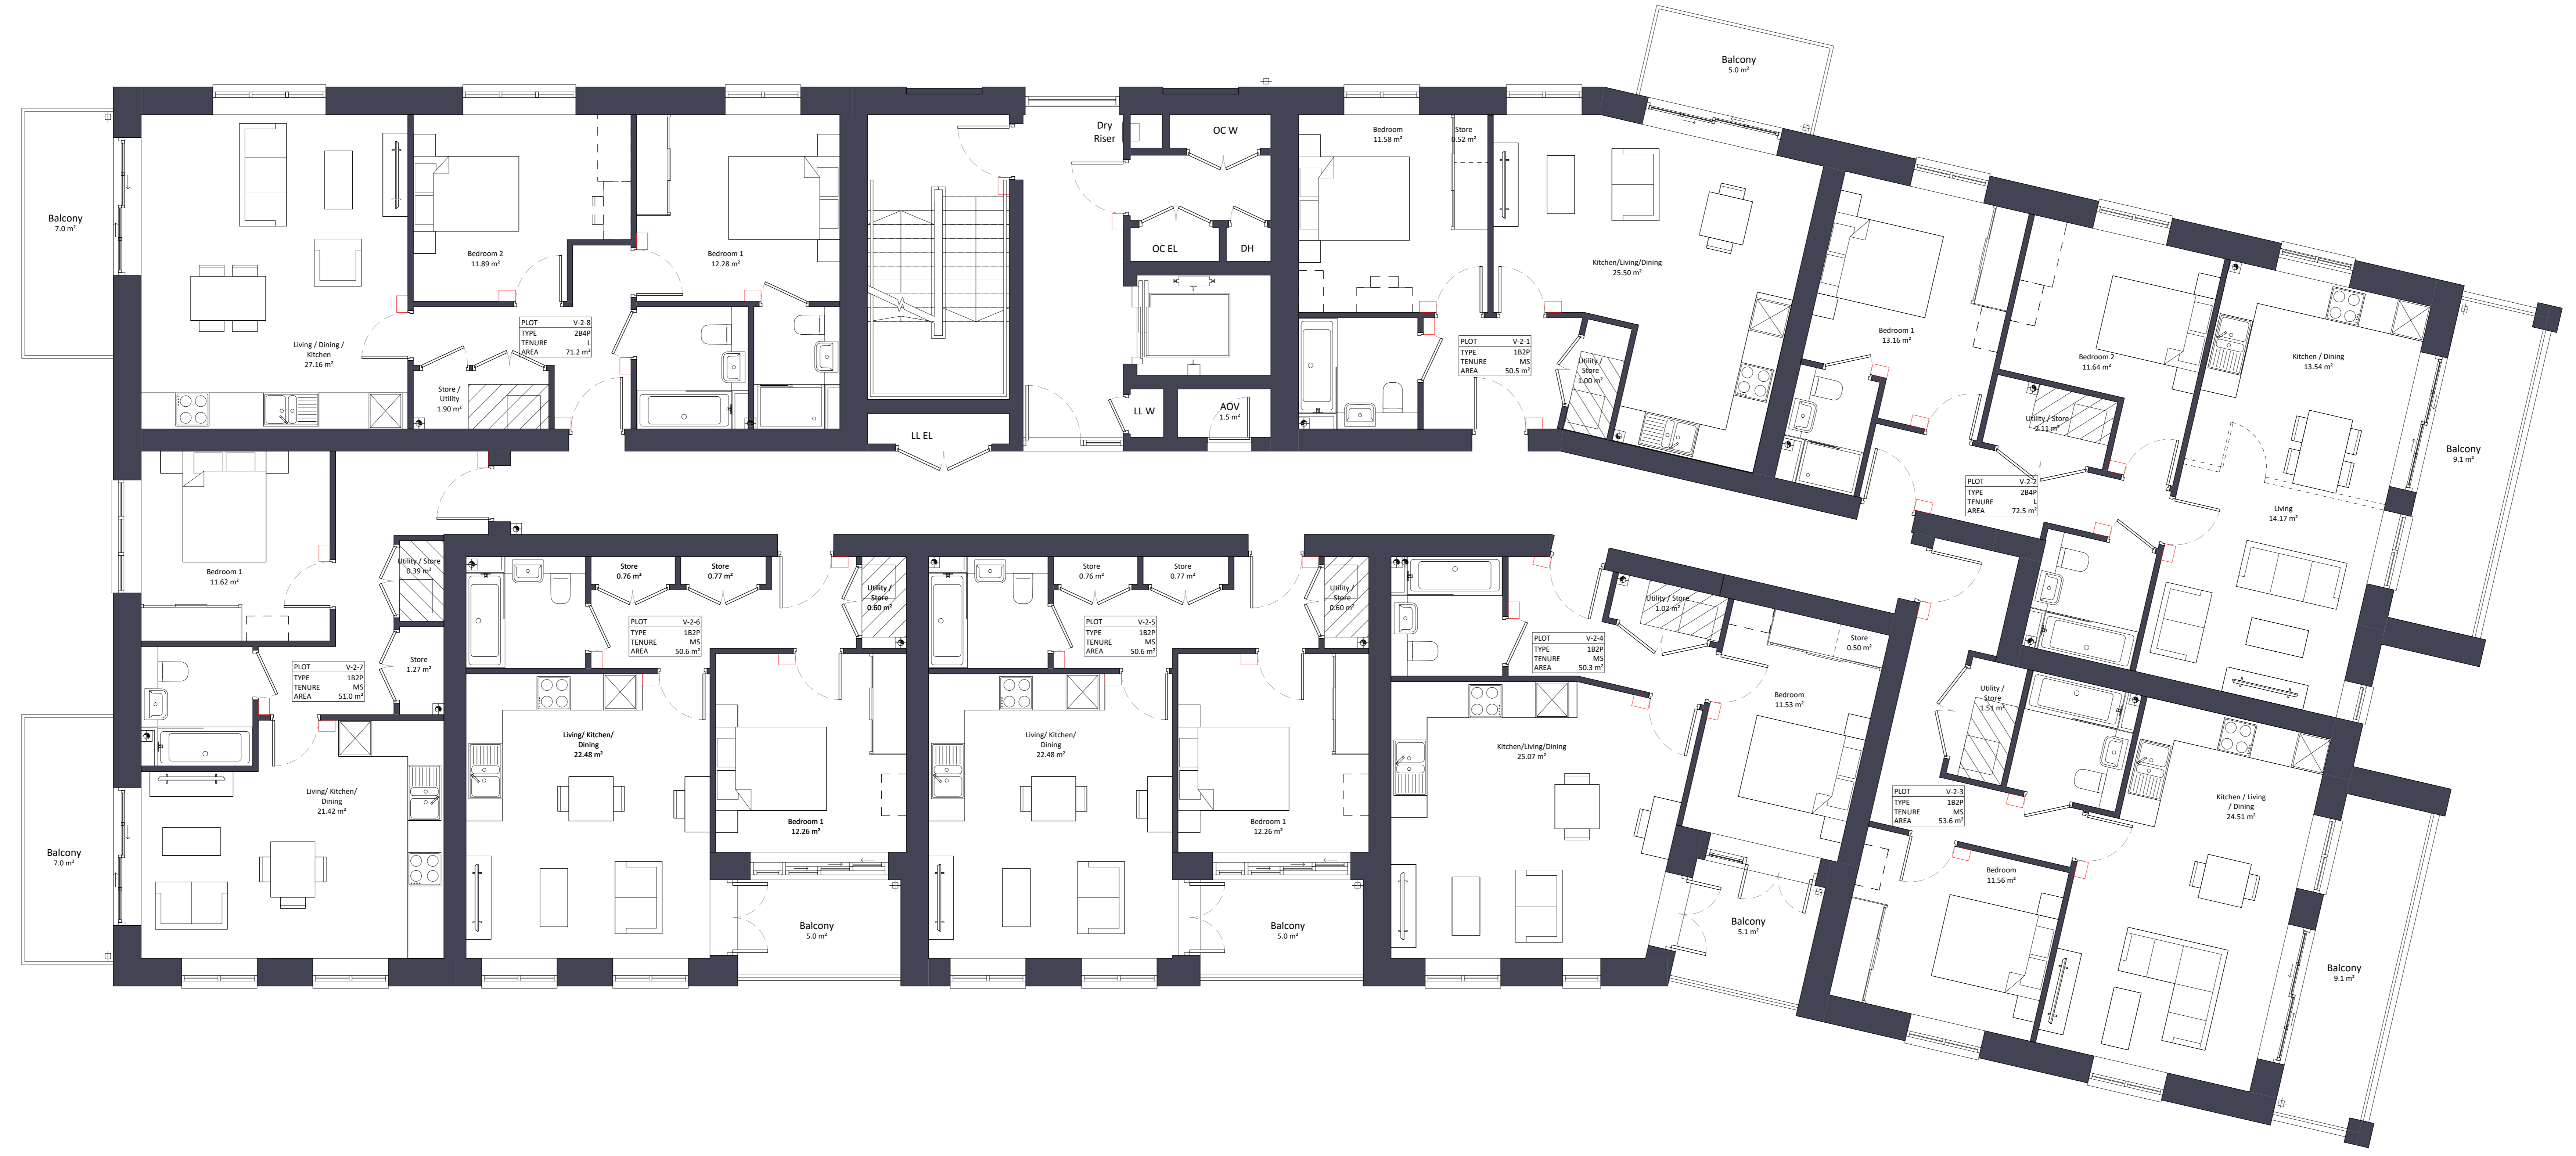 Balcony
5.0 m²
Balcony
7.0 m²
Living / Dining /
Kitchen
27.16 m²
Bedroom 2
11.89 m²
Bedroom 1
12.28 m²
PLOT V-2-8
TYPE 2B4P
TENURE L
AREA 71.2 m²
Store /
Utility
1.90 m²
Dry
Riser
OC W
OC EL
DH
LL W
AOV
1.5 m²
LL EL
Bedroom
11.58 m²
Store
0.52 m²
Kitchen/Living/Dining
25.50 m²
PLOT V-2-1
TYPE 1B2P
TENURE MS
AREA 50.5 m²
Utility /
Store
1.00 m²
Bedroom 1
13.16 m²
Bedroom 2
11.64 m²
Utility / Store
2.11 m²
PLOT V-2-2
TYPE 2B4P
TENURE L
AREA 72.5 m²
Kitchen / Dining
13.54 m²
Living
14.17 m²
Balcony
9.1 m²
Bedroom 1
11.62 m²
Utility / Store
0.39 m²
Store
1.27 m²
PLOT V-2-7
TYPE 1B2P
TENURE MS
AREA 51.0 m²
Living/ Kitchen/
Dining
21.42 m²
Balcony
7.0 m²
Store
0.76 m²
Store
0.77 m²
Utility /
Store
0.60 m²
PLOT V-2-6
TYPE 1B2P
TENURE MS
AREA 50.6 m²
Living/ Kitchen/
Dining
22.48 m²
Bedroom 1
12.26 m²
Balcony
5.0 m²
Store
0.76 m²
Store
0.77 m²
Utility /
Store
0.60 m²
PLOT V-2-5
TYPE 1B2P
TENURE MS
AREA 50.6 m²
Living/ Kitchen/
Dining
22.48 m²
Bedroom 1
12.26 m²
Balcony
5.0 m²
Utility / Store
1.02 m²
PLOT V-2-4
TYPE 1B2P
TENURE MS
AREA 50.3 m²
Store
0.50 m²
Bedroom
11.53 m²
Kitchen/Living/Dining
25.07 m²
Balcony
5.1 m²
Utility /
Store
1.51 m²
PLOT V-2-3
TYPE 1B2P
TENURE MS
AREA 53.6 m²
Kitchen / Living
/ Dining
24.51 m²
Bedroom
11.56 m²
Balcony
9.1 m²